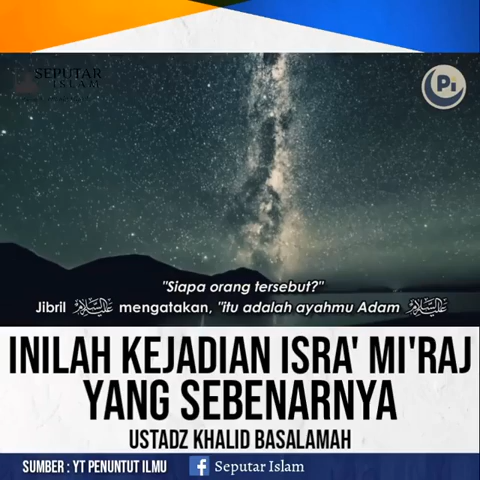 SEPUTAR
ISLAM
Pi
"Siapa orang tersebut?"
Jibril عليه السلام mengatakan, "itu adalah ayahmu Adam عليه السلام
INILAH KEJADIAN ISRA' MI'RAJ
YANG SEBENARNYA
USTADZ KHALID BASALAMAH
SUMBER : YT PENUNTUT ILMU
f Seputar Islam